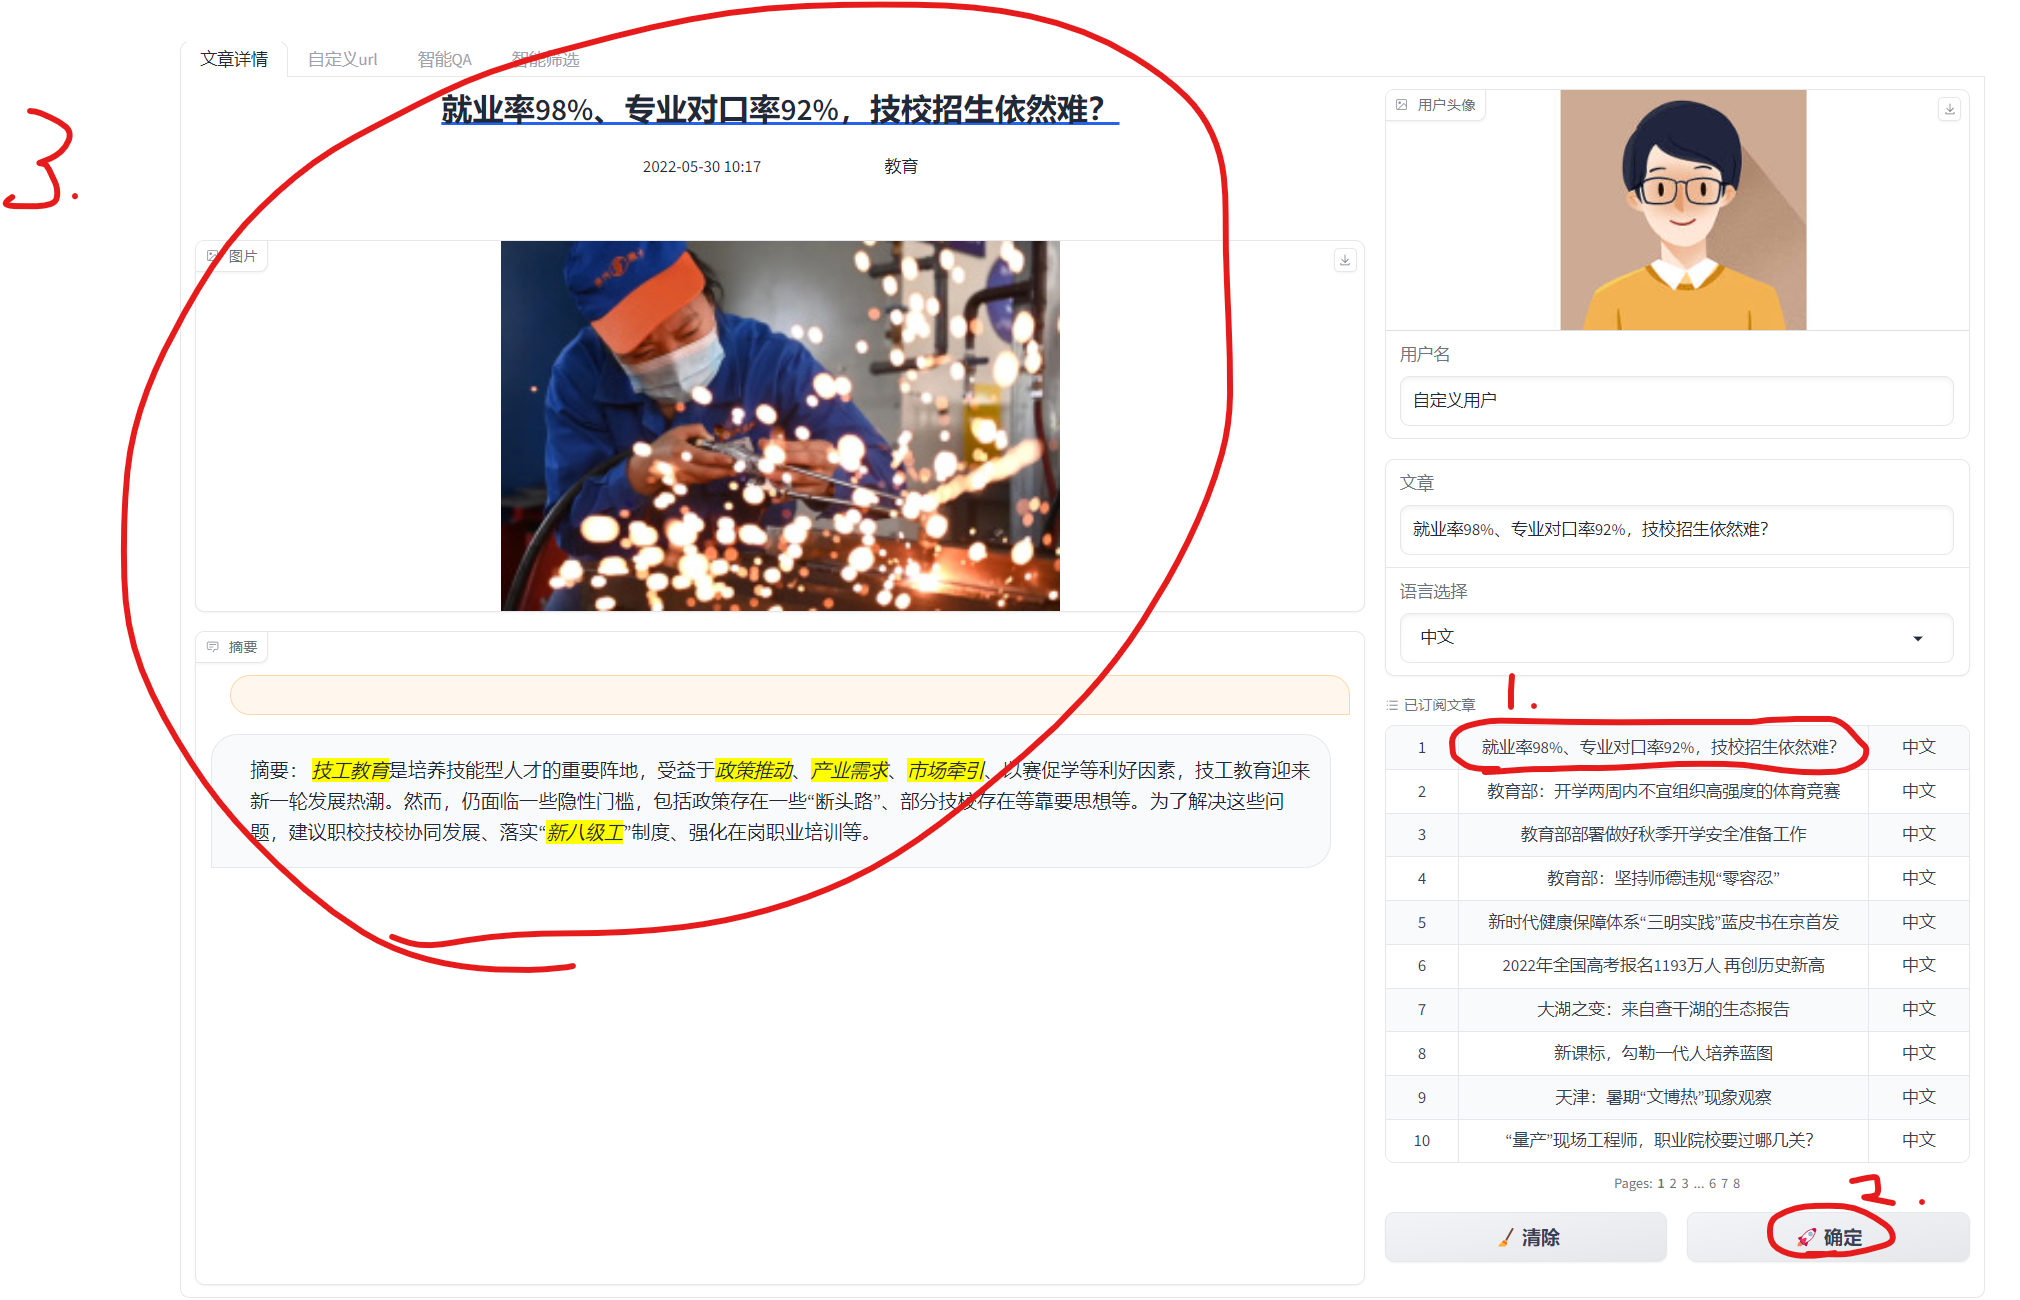 文章详情 自定义url 智能QA 智能筛选
就业率98%、专业对口率92%，技校招生依然难？
2022-05-30 10:17 教育
3.
图片
摘要
摘要： 技工教育是培养技能型人才的重要阵地，受益于政策推动、产业需求、市场牵引、以赛促学等利好因素，技工教育迎来
新一轮发展热潮。然而，仍面临一些隐性门槛，包括政策存在一些“断头路”、部分技校存在等靠要思想等。为了解决这些问
题，建议职校技校协同发展、落实“新八级工”制度、强化在岗职业培训等。
用户头像
用户名
自定义用户
文章
就业率98%、专业对口率92%，技校招生依然难？
语言选择
中文
1.
已订阅文章
1 就业率98%、专业对口率92%，技校招生依然难？ 中文
2 教育部：开学两周内不宜组织高强度的体育竞赛 中文
3 教育部部署做好秋季开学安全准备工作 中文
4 教育部：坚持师德违规“零容忍” 中文
5 新时代健康保障体系“三明实践”蓝皮书在京首发 中文
6 2022年全国高考报名1193万人 再创历史新高 中文
7 大湖之变：来自查干湖的生态报告 中文
8 新课标，勾勒一代人培养蓝图 中文
9 天津：暑期“文博热”现象观察 中文
10 “量产”现场工程师，职业院校要过哪几关？ 中文
Pages: 1 2 3 ... 6 7 8
2.
清除 确定